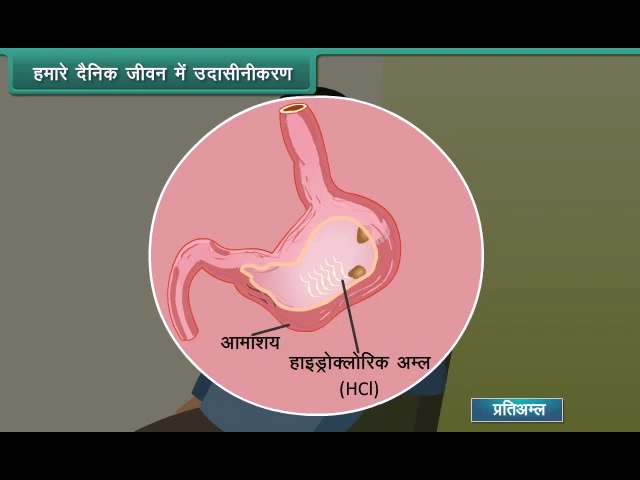 हमारे दैनिक जीवन में उदासीनीकरण
आमाशय
हाइड्रोक्लोरिक अम्ल
(HCl)
प्रतिअम्ल